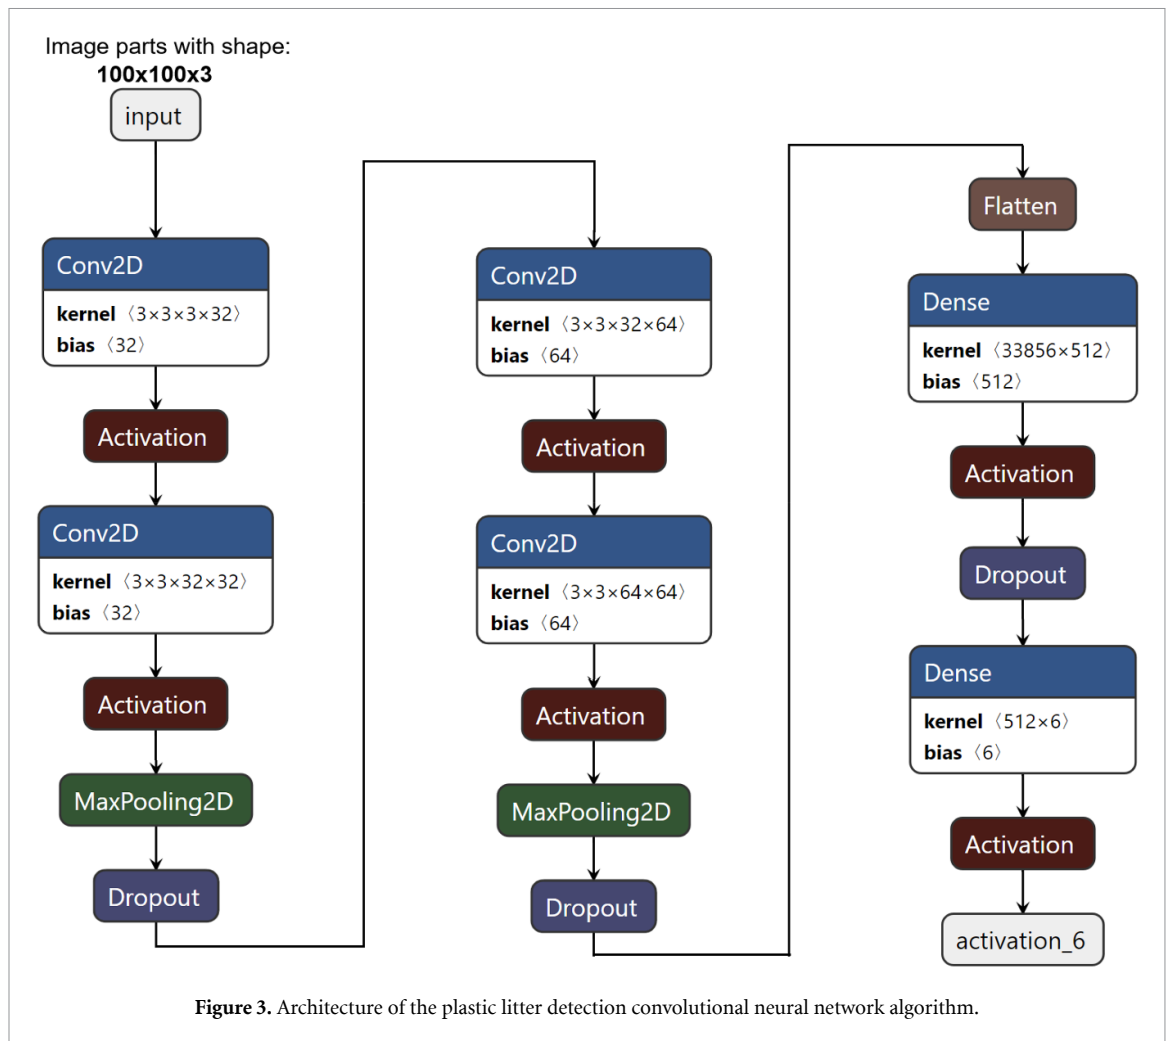 Image parts with shape:
100x100x3
input
Conv2D
kernel 〈3×3×3×32〉
bias 〈32〉
Activation
Conv2D
kernel 〈3×3×32×32〉
bias 〈32〉
Activation
MaxPooling2D
Dropout
Conv2D
kernel 〈3×3×32×64〉
bias 〈64〉
Activation
Conv2D
kernel 〈3×3×64×64〉
bias 〈64〉
Activation
MaxPooling2D
Dropout
Flatten
Dense
kernel 〈33856×512〉
bias 〈512〉
Activation
Dropout
Dense
kernel 〈512×6〉
bias 〈6〉
Activation
activation_6
Figure 3. Architecture of the plastic litter detection convolutional neural network algorithm.